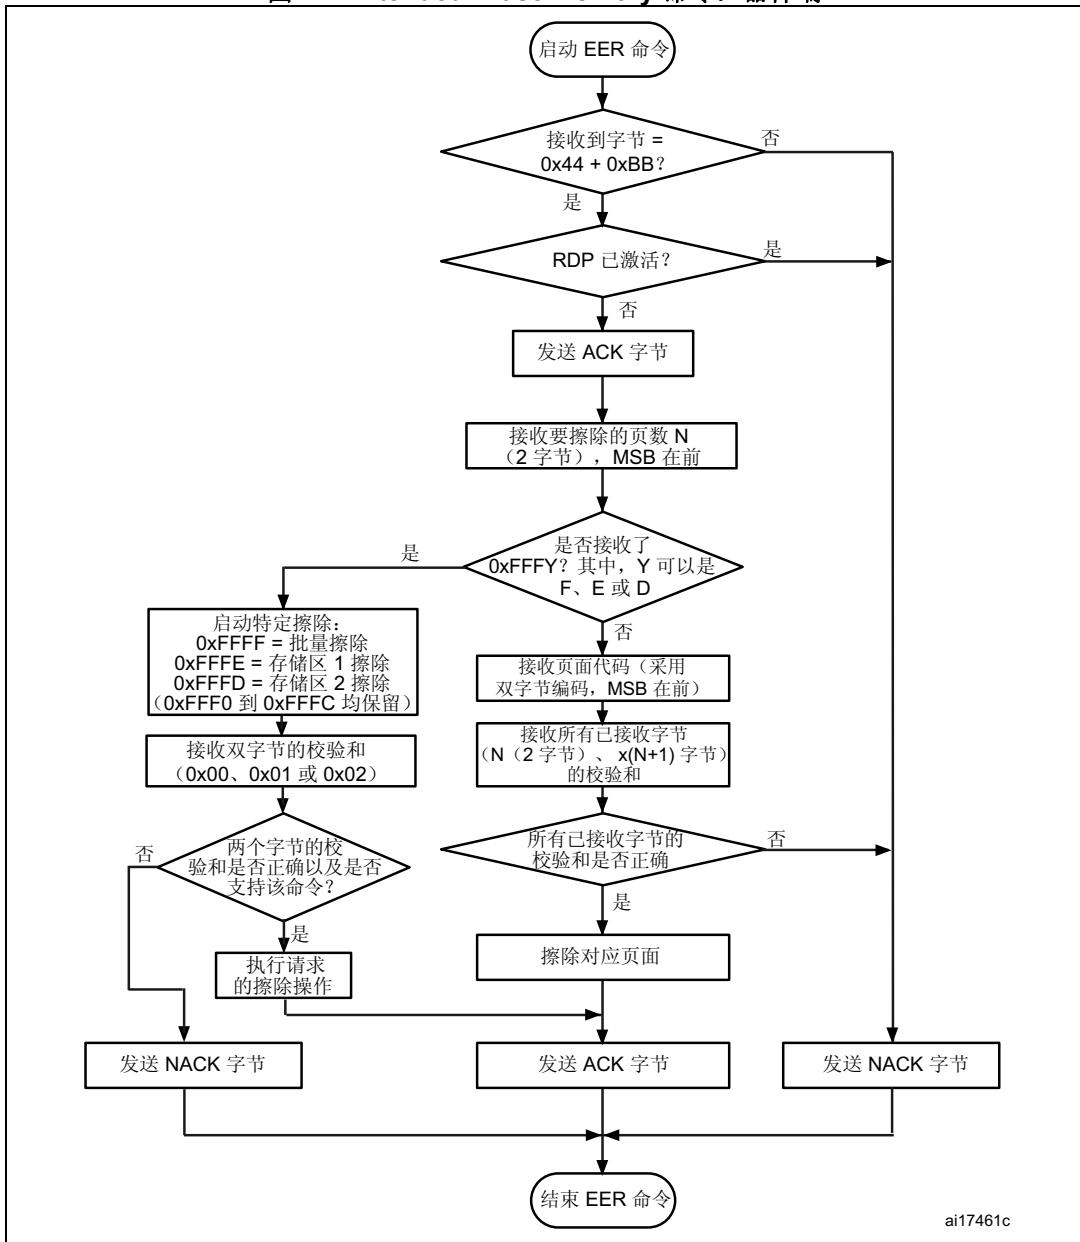 启动 EER 命令
接收到字节 =
0x44 + 0xBB?
否
是
RDP 已激活?
是
否
发送 ACK 字节
接收要擦除的页数 N
(2 字节),MSB 在前
是否接收了
0xFFFY?其中,Y 可以是
F、E 或 D
是
否
启动特定擦除:
0xFFFF = 批量擦除
0xFFFE = 存储区 1 擦除
0xFFFD = 存储区 2 擦除
(0xFFF0 到 0xFFFC 均保留)
接收页面代码(采用
双字节编码,MSB 在前)
接收双字节的校验和
(0x00、0x01 或 0x02)
接收所有已接收字节
(N(2 字节)、 x(N+1) 字节)
的校验和
两个字节的校
验和是否正确以及是否
支持该命令?
否
是
所有已接收字节的
校验和是否正确
否
是
执行请求
的擦除操作
擦除对应页面
发送 NACK 字节
发送 ACK 字节
发送 NACK 字节
结束 EER 命令
ai17461c